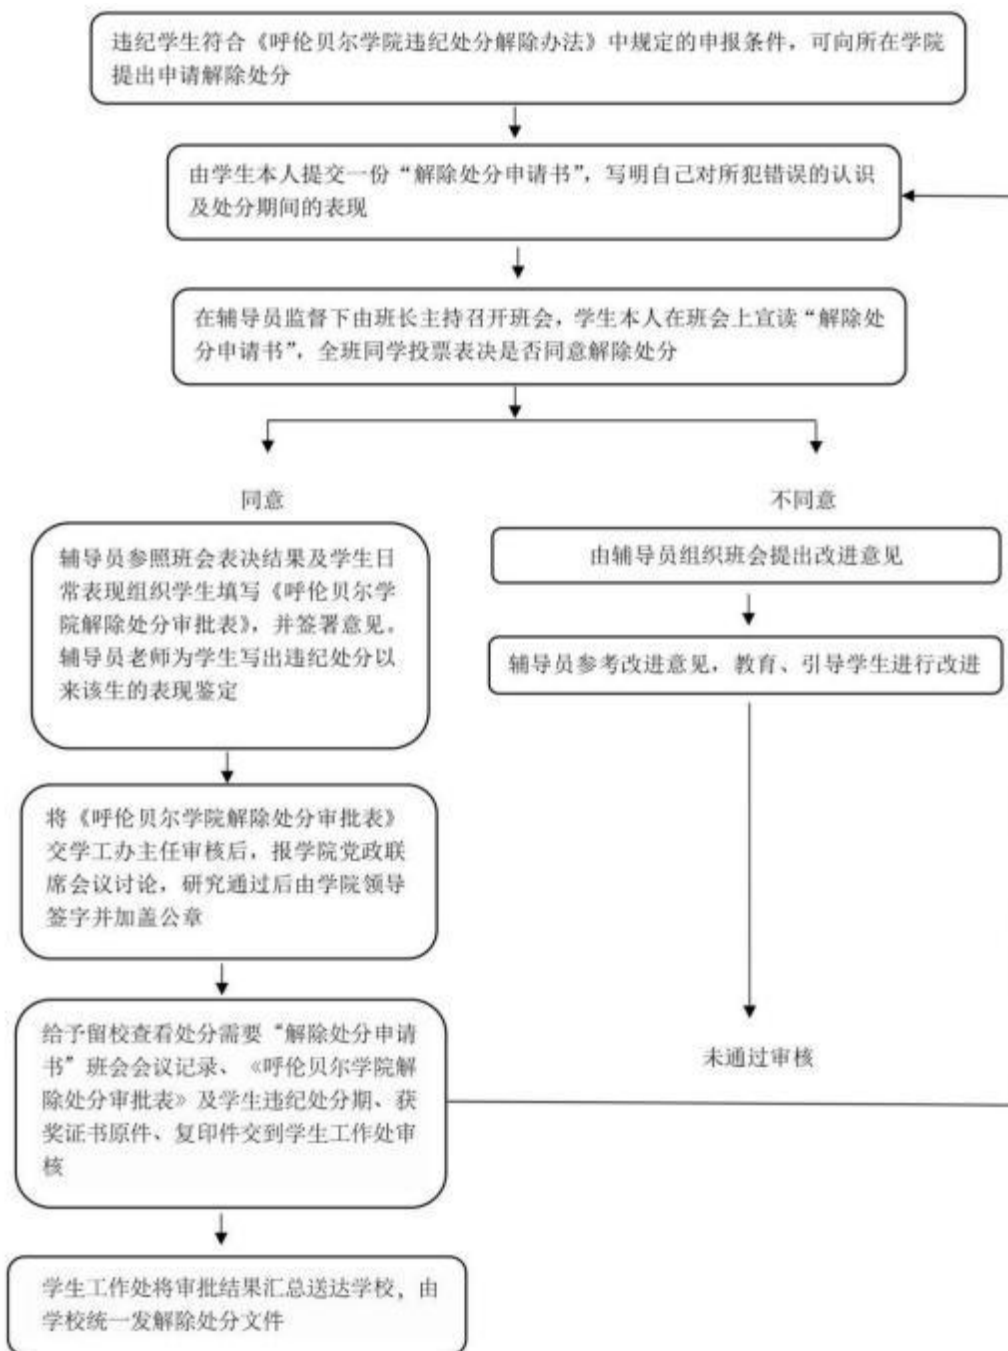 违纪学生符合《呼伦贝尔学院违纪处分解除办法》中规定的申报条件，可向所在学院
提出申请解除处分
由学生本人提交一份“解除处分申请书”，写明自己对所犯错误的认识
及处分期间的表现
在辅导员监督下由班长主持召开班会，学生本人在班会上宣读“解除处
分申请书”，全班同学投票表决是否同意解除处分
同意
不同意
辅导员参照班会表决结果及学生日
常表现组织学生填写《呼伦贝尔学
院解除处分审批表》，并签署意见。
辅导员老师为学生写出违纪处分以
来该生的表现鉴定
由辅导员组织班会提出改进意见
辅导员参考改进意见，教育、引导学生进行改进
将《呼伦贝尔学院解除处分审批表》
交学工办主任审核后，报学院党政联
席会议讨论，研究通过后由学院领导
签字并加盖公章
给予留校查看处分需要“解除处分申请
书”班会会议记录、《呼伦贝尔学院解
除处分审批表》及学生违纪处分期、获
奖证书原件、复印件交到学生工作处审
核
未通过审核
学生工作处将审批结果汇总送达学校，由
学校统一发解除处分文件